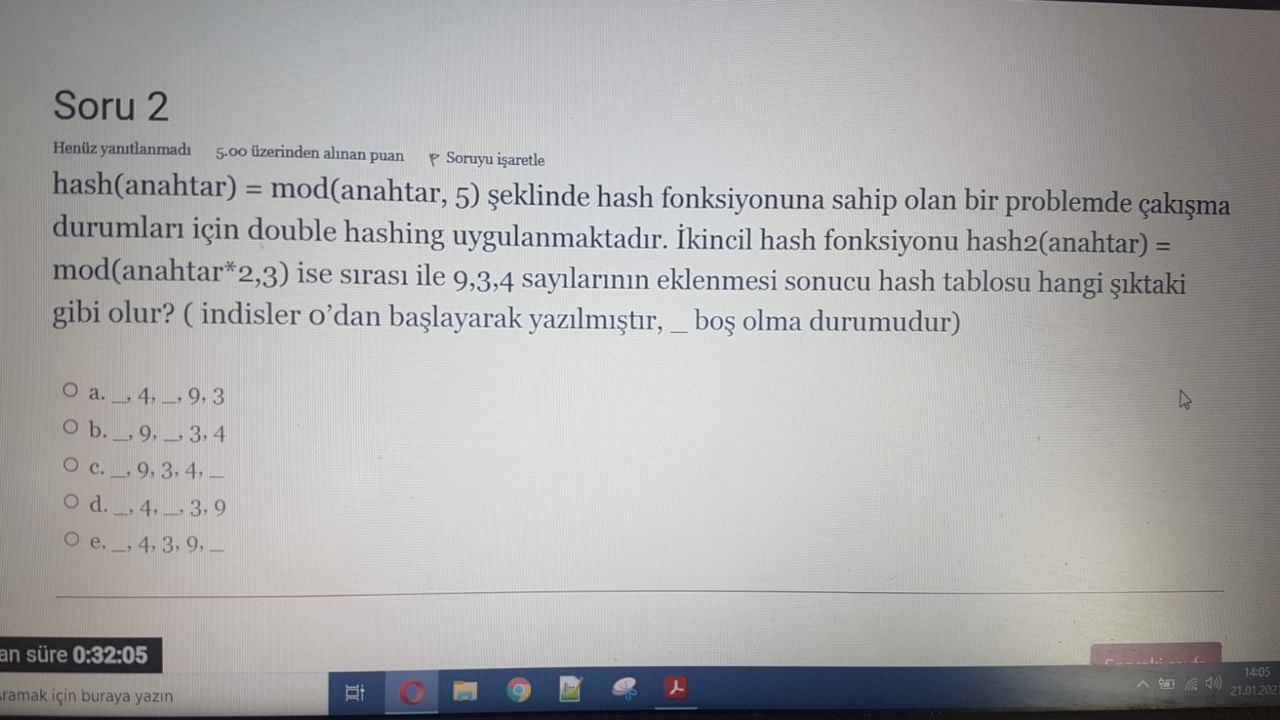 Soru 2
Henüz yanıtlanmadı 5.00 üzerinden alınan puan Soruyu işaretle
hash(anahtar) = mod(anahtar, 5) şeklinde hash fonksiyonuna sahip olan bir problemde çakışma
durumları için double hashing uygulanmaktadır. İkincil hash fonksiyonu hash2(anahtar) =
mod(anahtar*2,3) ise sırası ile 9,3,4 sayılarının eklenmesi sonucu hash tablosu hangi şıktaki
gibi olur? ( indisler 0’dan başlayarak yazılmıştır, _ boş olma durumudur)
a. _, 4, _, 9, 3
b. _, 9, _, 3, 4
c. _, 9, 3, 4, _
d. _, 4, _, 3, 9
e. _, 4, 3, 9, _
an süre 0:32:05
ramak için buraya yazın
14:05
21.01.202